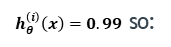 h_θ^{(i)}(x) = 0.99 so: